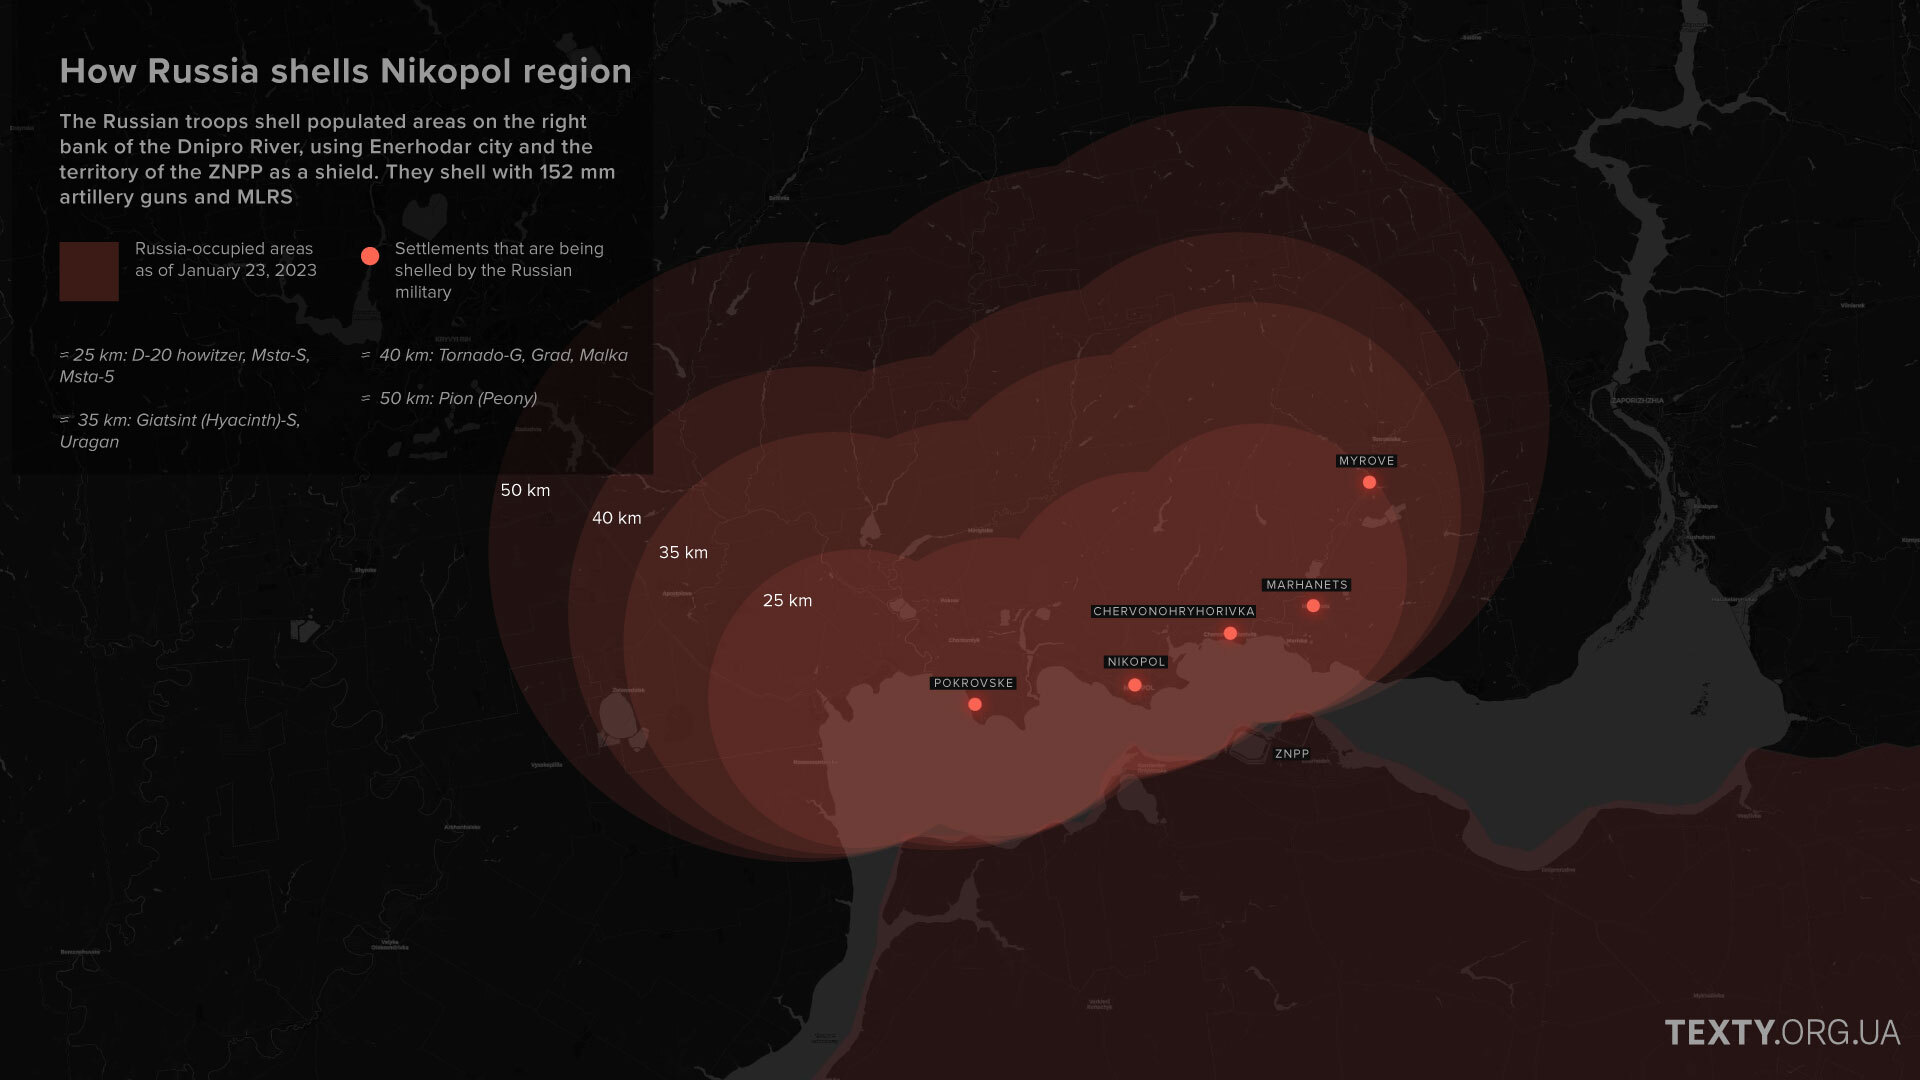 How Russia shells Nikopol region
The Russian troops shell populated areas on the right
bank of the Dnipro River, using Enerhodar city and the
territory of the ZNPP as a shield. They shell with 152 mm
artillery guns and MLRS
Russia-occupied areas
as of January 23, 2023
Settlements that are being
shelled by the Russian
military
≈ 25 km: D-20 howitzer, Msta-S,
Msta-5
≈ 35 km: Giatsint (Hyacinth)-S,
Uragan
≈ 40 km: Tornado-G, Grad, Malka
≈ 50 km: Pion (Peony)
50 km
40 km
35 km
25 km
MYROVE
MARHANETS
CHERVONOHRYHORIVKA
NIKOPOL
POKROVSKE
ZNPP
ZAPORIZHZHIA
Apostolove
Shyroke
TEXTY.ORG.UA